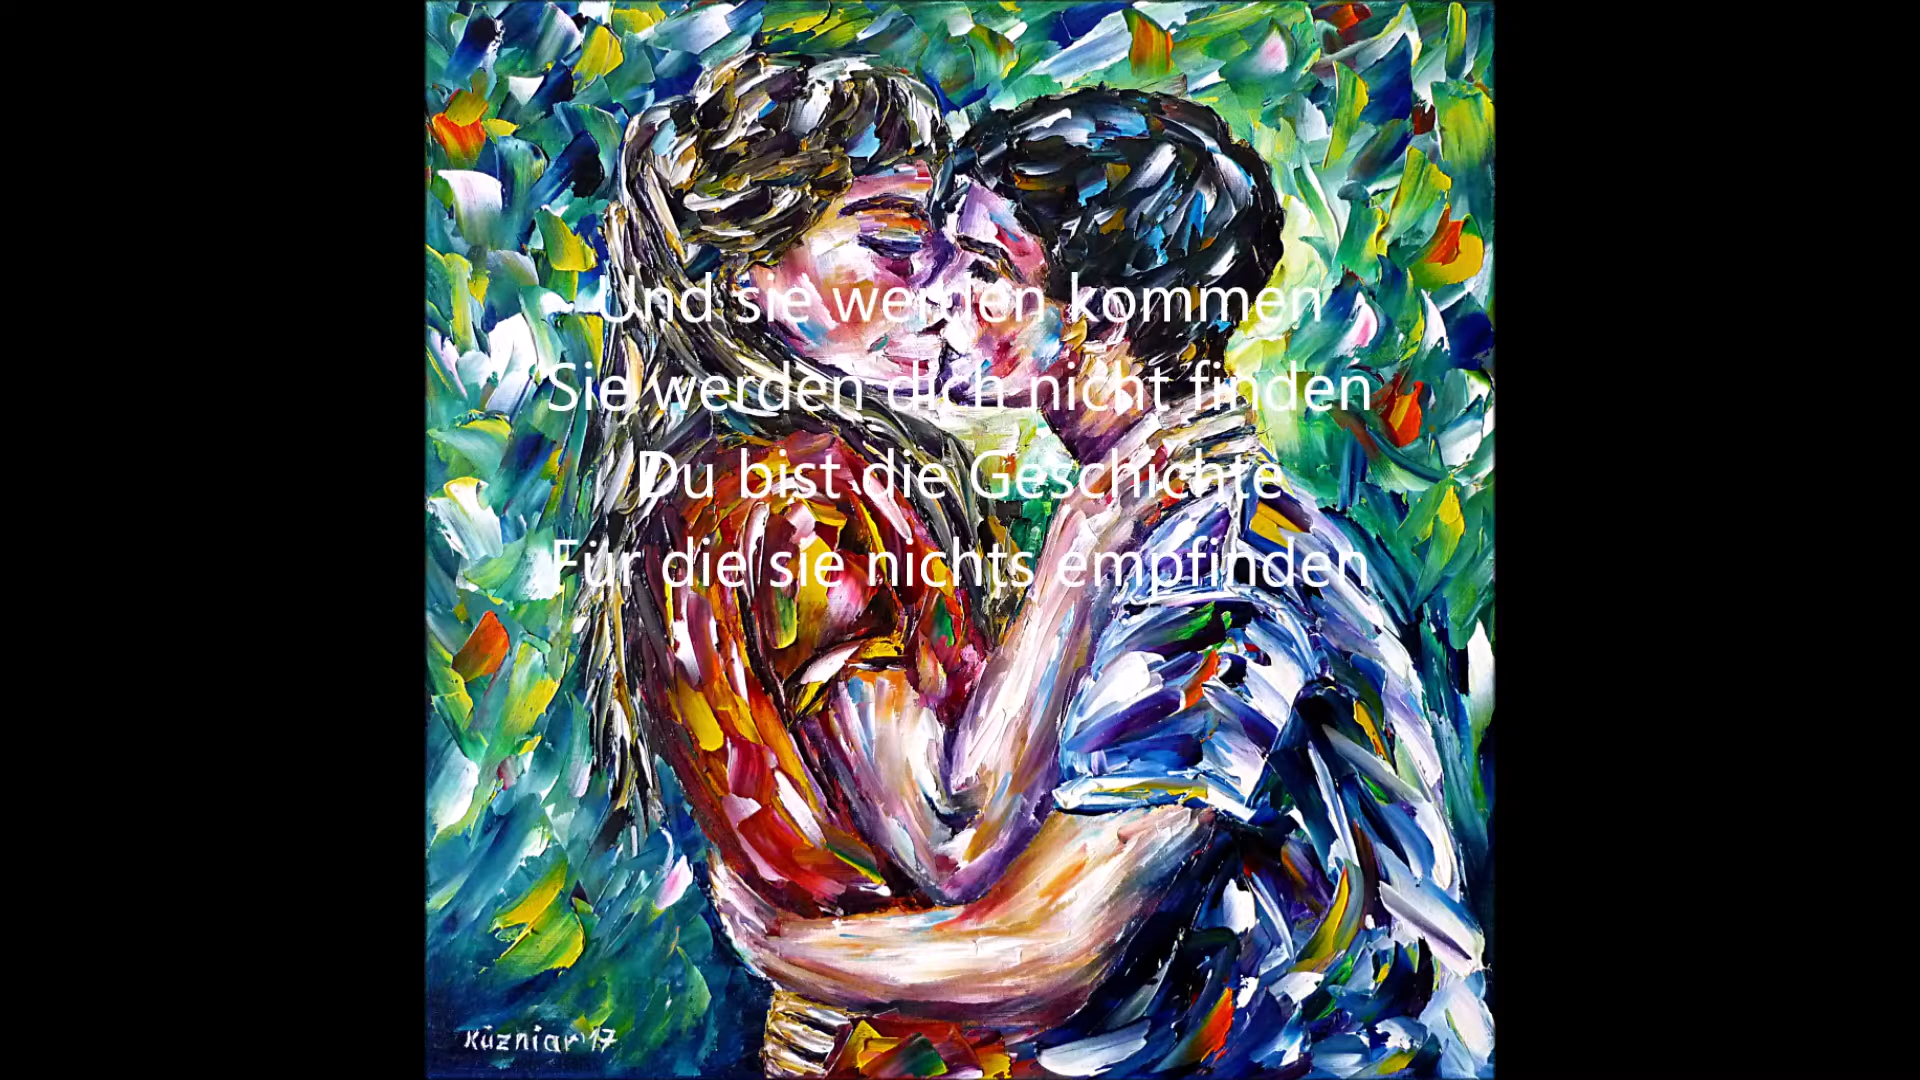 Und sie werden kommen
Sie werden dich nicht finden
Du bist die Geschichte
Für die sie nichts empfinden
Kùzniar'17